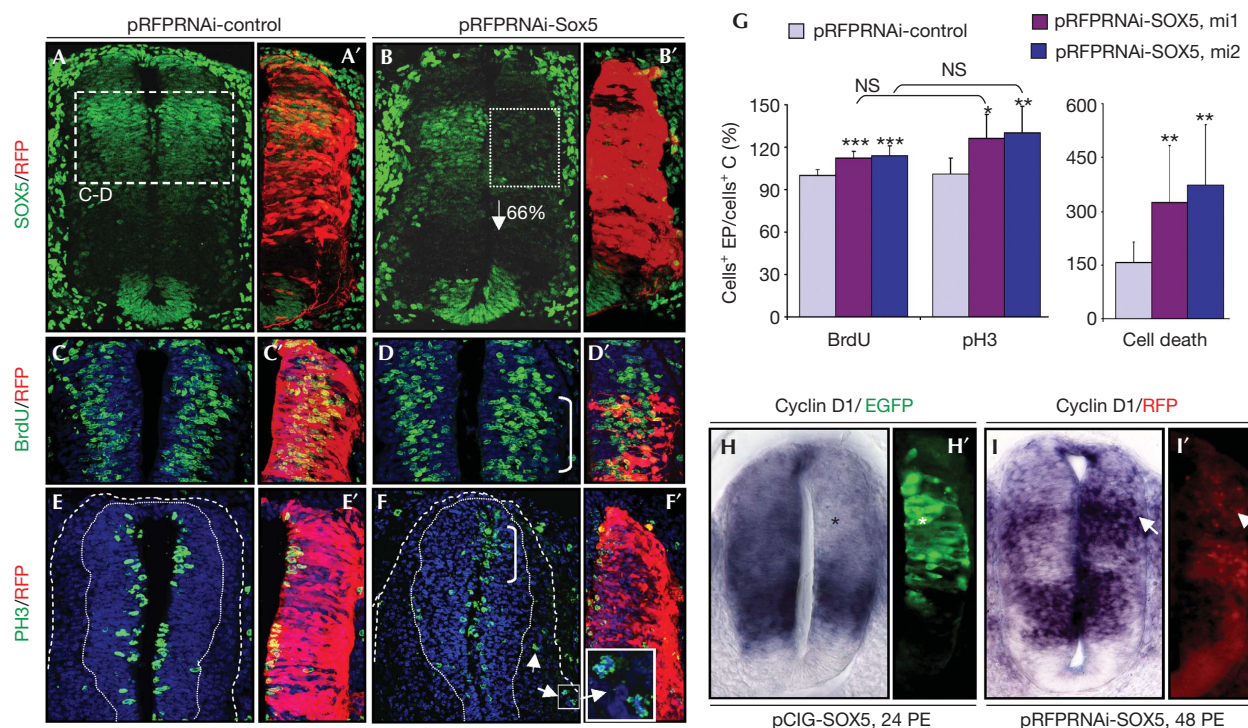 pRFPRNAi-control
pRFPRNAi-Sox5
SOX5/RFP
A
A′
B
B′
C-D
66%
BrdU/RFP
C
C′
D
D′
PH3/RFP
E
E′
F
F′
G
pRFPRNAi-control
pRFPRNAi-SOX5, mi1
pRFPRNAi-SOX5, mi2
Cells⁺ EP/cells⁺ C (%)
150
120
90
60
30
0
NS
NS
*** ***
* **
BrdU
pH3
600
450
300
150
0
** **
Cell death
Cyclin D1/ EGFP
Cyclin D1/RFP
H
*
H′
*
I
I′
pCIG-SOX5, 24 PE
pRFPRNAi-SOX5, 48 PE